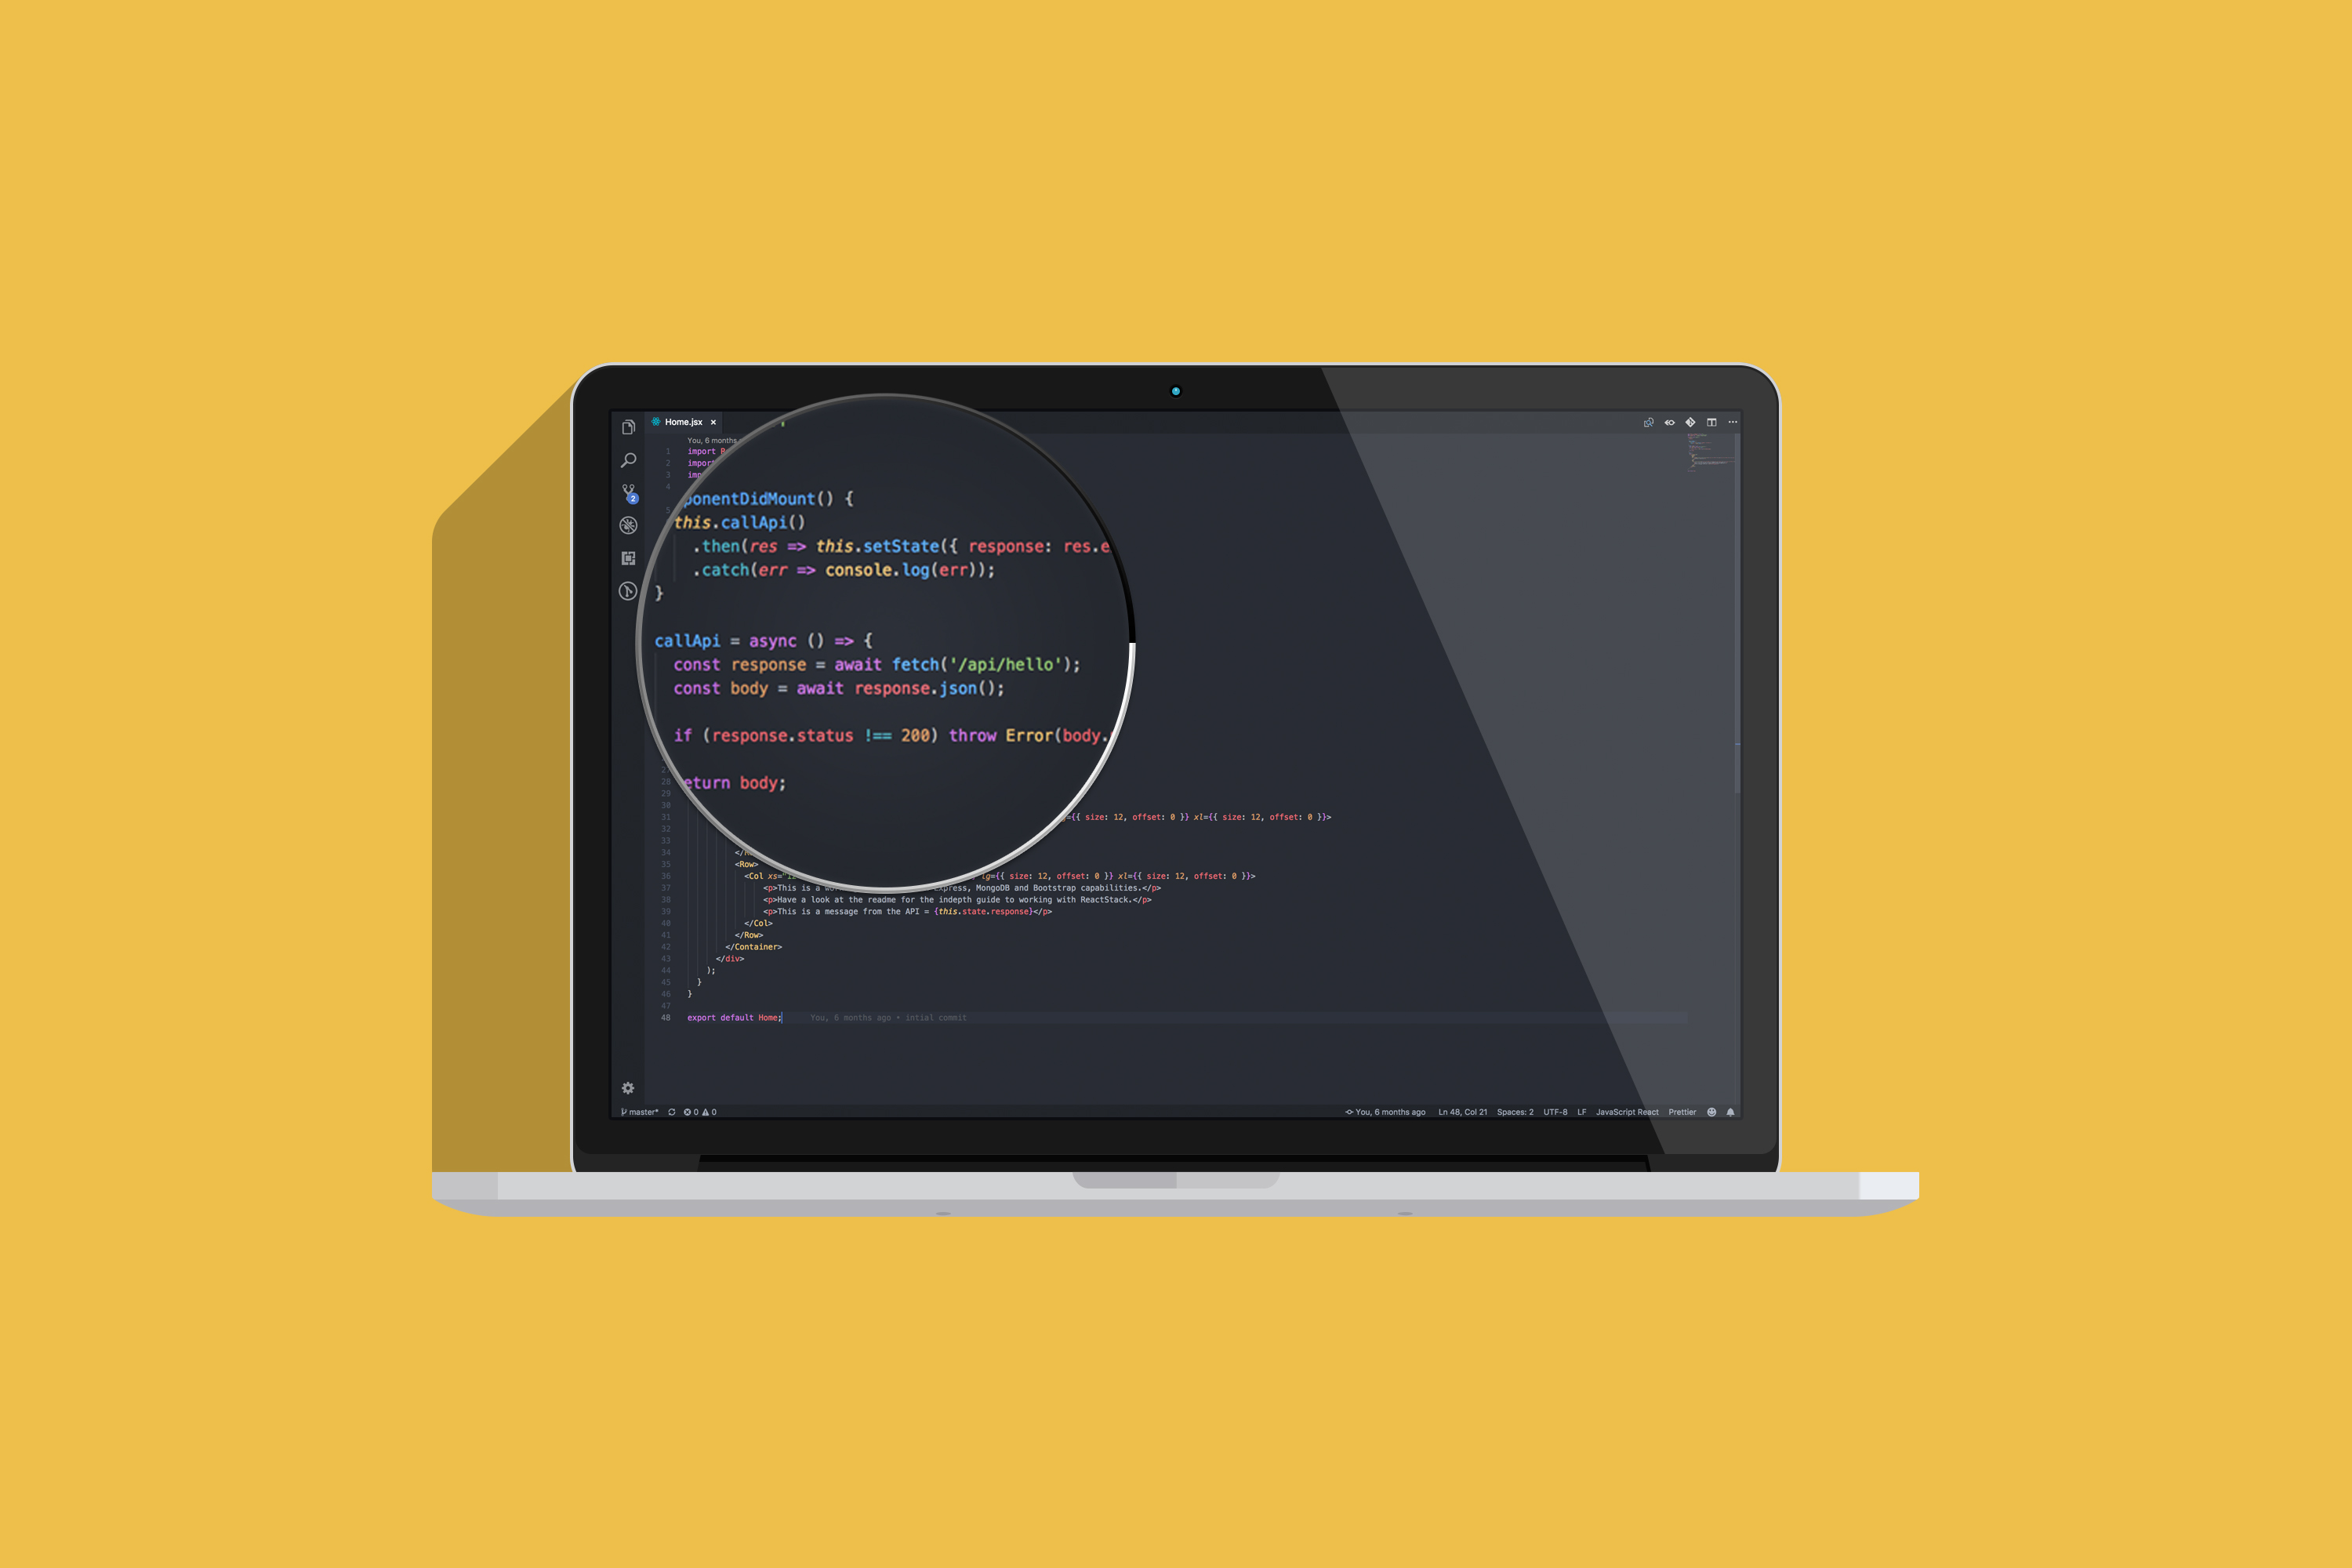 Home.jsx ×
You, 6 months
1 import
2 import
3
4
5
ponentDidMount() {
this.callApi()
.then(res => this.setState({ response: res.e
.catch(err => console.log(err));
}
callApi = async () => {
const response = await fetch('/api/hello');
const body = await response.json();
if (response.status !== 200) throw Error(body.
eturn body;
27
28
29
30
31 ={{ size: 12, offset: 0 }} xl={{ size: 12, offset: 0 }}>
32
33
34 </
35 <Row>
36 <Col xs= lg={{ size: 12, offset: 0 }} xl={{ size: 12, offset: 0 }}>
37 <p>This is a Express, MongoDB and Bootstrap capabilities.</p>
38 <p>Have a look at the readme for the indepth guide to working with ReactStack.</p>
39 <p>This is a message from the API = {this.state.response}</p>
40 </Col>
41 </Row>
42 </Container>
43 </div>
44 );
45 }
46 }
47
48 export default Home; You, 6 months ago • intial commit
2
master* 0 0 You, 6 months ago Ln 48, Col 21 Spaces: 2 UTF-8 LF JavaScript React Prettier